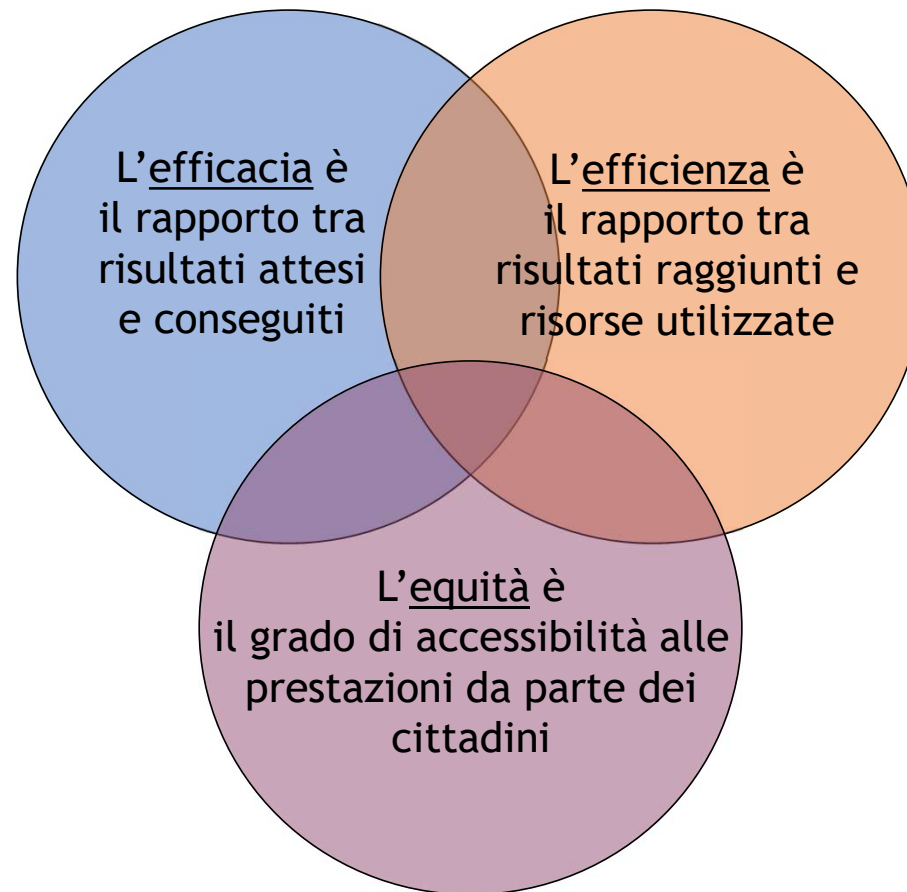 L’efficacia è
il rapporto tra
risultati attesi
e conseguiti
L’efficienza è
il rapporto tra
risultati raggiunti e
risorse utilizzate
L’equità è
il grado di accessibilità alle
prestazioni da parte dei
cittadini